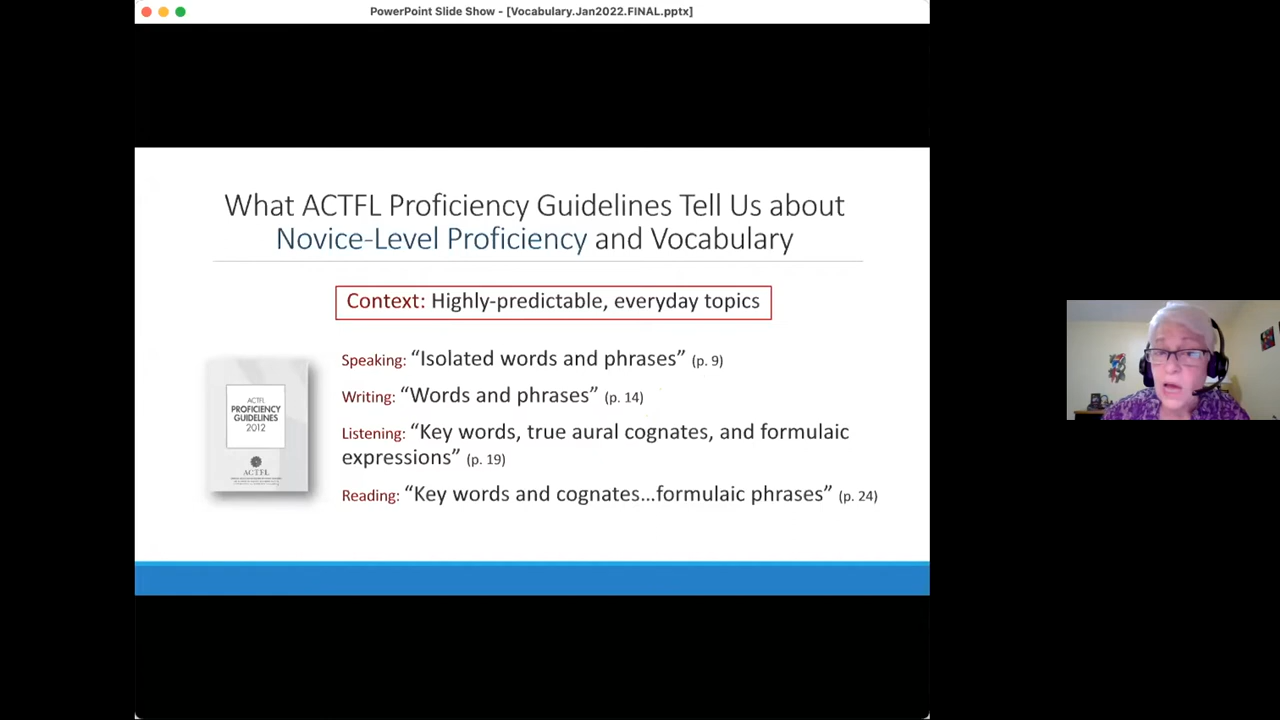 PowerPoint Slide Show - [Vocabulary.Jan2022.FINAL.pptx]
What ACTFL Proficiency Guidelines Tell Us about
Novice-Level Proficiency and Vocabulary
Context: Highly-predictable, everyday topics
Speaking: “Isolated words and phrases” (p. 9)
Writing: “Words and phrases” (p. 14)
Listening: “Key words, true aural cognates, and formulaic
expressions” (p. 19)
Reading: “Key words and cognates…formulaic phrases” (p. 24)
ACTFL
PROFICIENCY
GUIDELINES
2012
ACTFL